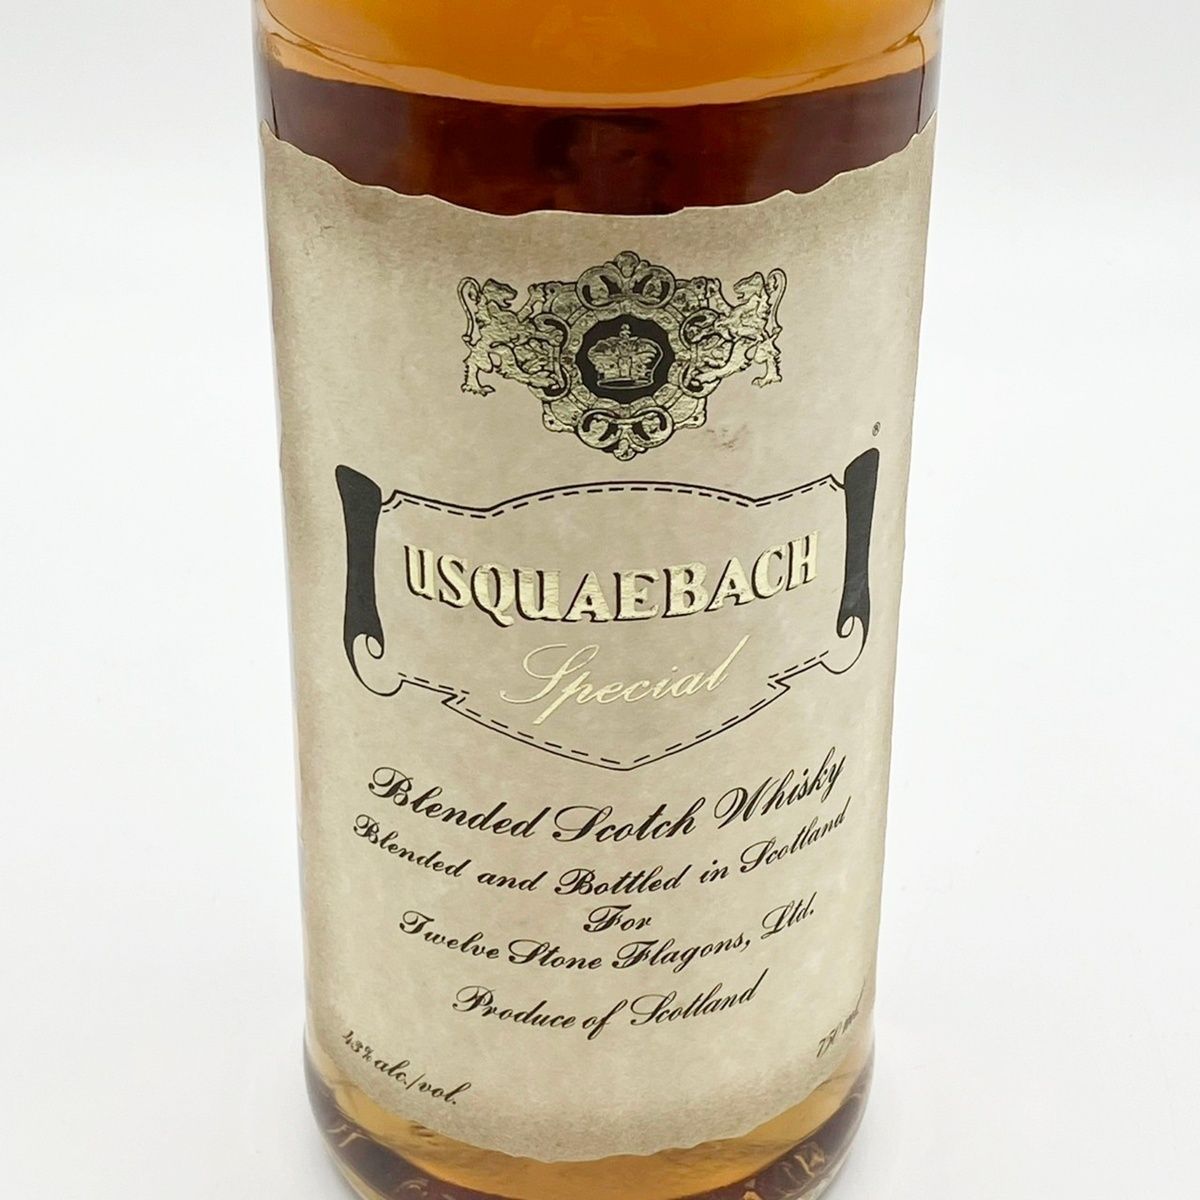 ®
USQUAEBACH
Special
Blended Scotch Whisky
Blended and Bottled in Scotland
For
Twelve Stone Flagons, Ltd.
Produce of Scotland
43% alc./vol.
750 ml.